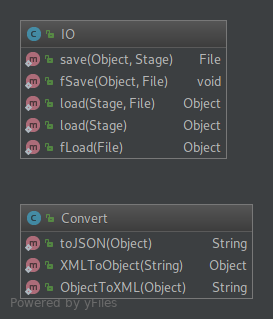 IO
save(Object, Stage) File
fSave(Object, File) void
load(Stage, File) Object
load(Stage) Object
fLoad(File) Object
Convert
toJSON(Object) String
XMLToObject(String) Object
ObjectToXML(Object) String
Powered by yFiles